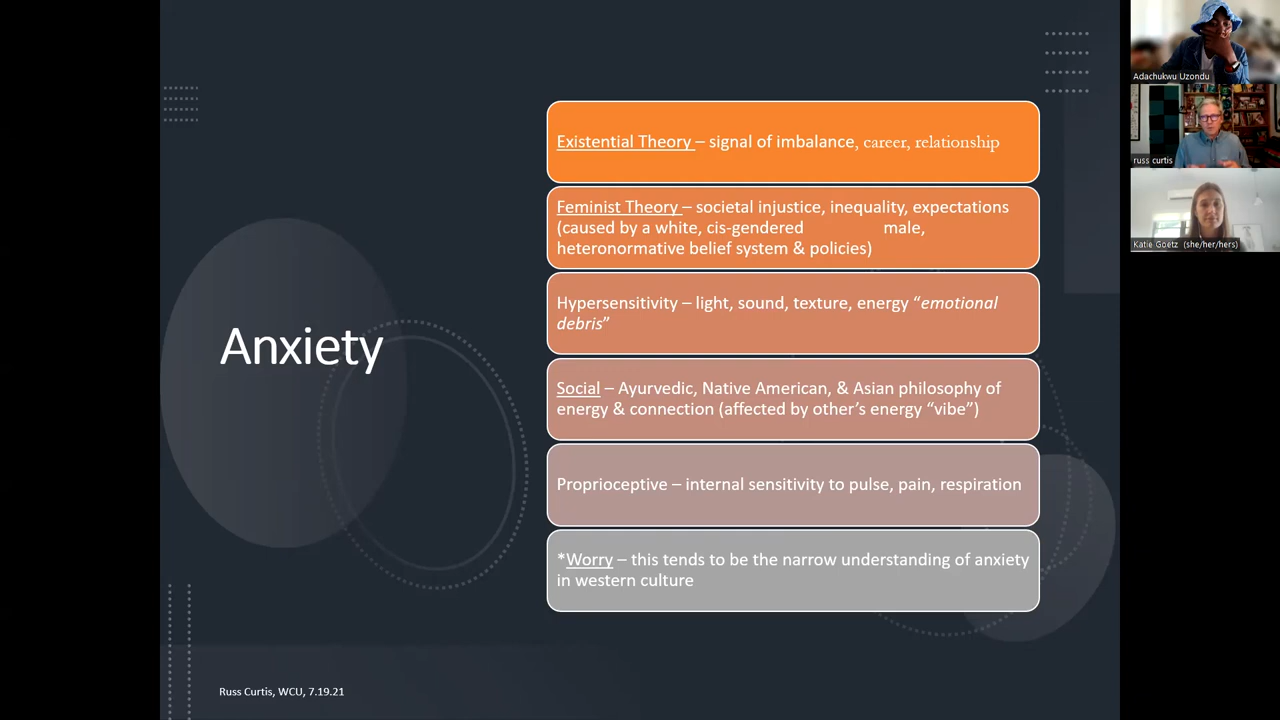 Anxiety
Existential Theory – signal of imbalance, career, relationship
Feminist Theory – societal injustice, inequality, expectations
(caused by a white, cis-gendered male,
heteronormative belief system & policies)
Hypersensitivity – light, sound, texture, energy “emotional
debris”
Social – Ayurvedic, Native American, & Asian philosophy of
energy & connection (affected by other’s energy “vibe”)
Proprioceptive – internal sensitivity to pulse, pain, respiration
*Worry – this tends to be the narrow understanding of anxiety
in western culture
Russ Curtis, WCU, 7.19.21
Adachukwu Uzondu
russ curtis
Katie Goetz (she/her/hers)